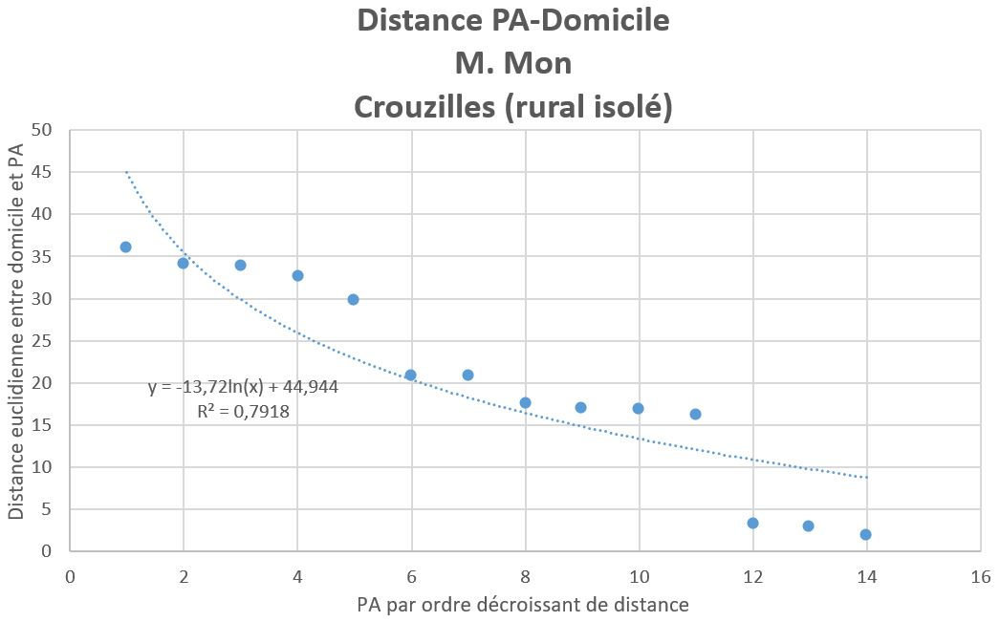 Distance PA-Domicile
M. Mon
Crouzilles (rural isolé)
Distance euclidienne entre domicile et PA
50
45
40
35
30
25
20
15
10
5
0
y = -13,72ln(x) + 44,944
R² = 0,7918
0 2 4 6 8 10 12 14 16
PA par ordre décroissant de distance